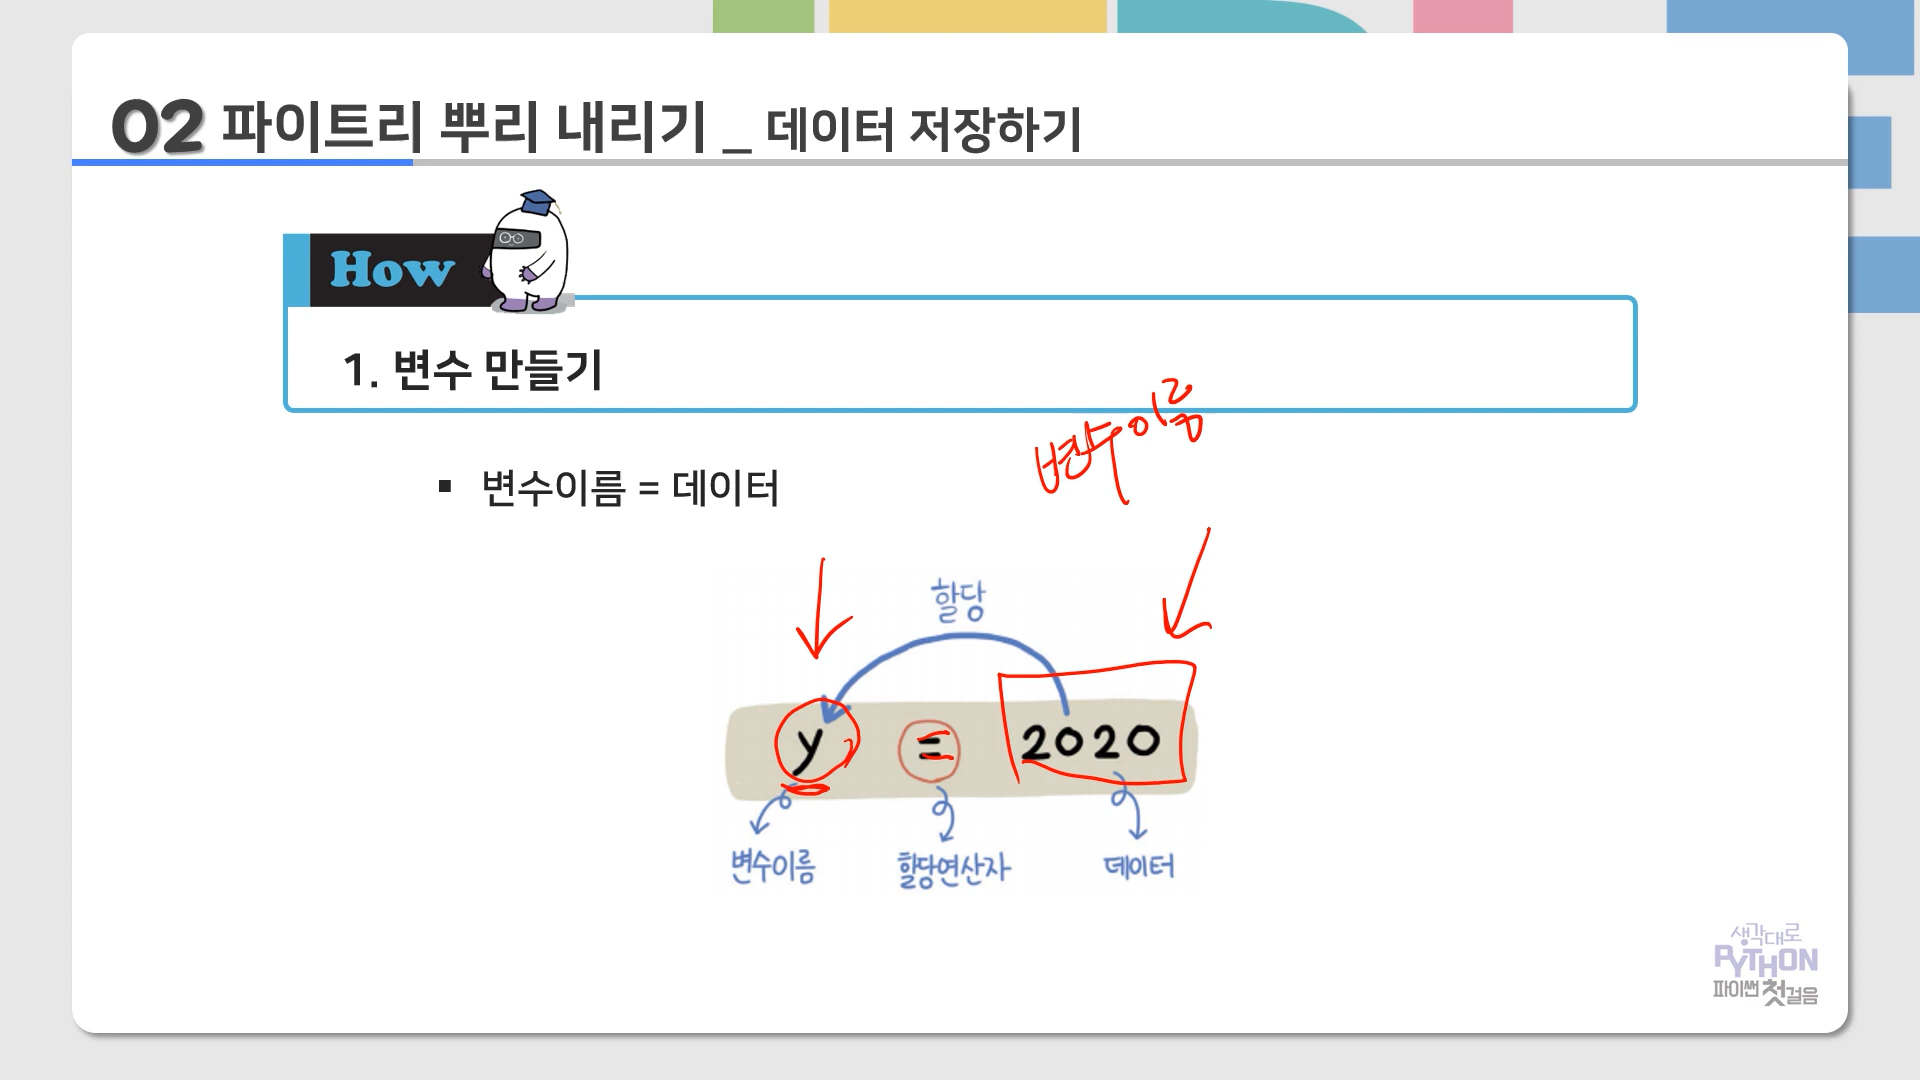 02 파이트리 뿌리 내리기 _ 데이터 저장하기
How
1. 변수 만들기
변수이름
▪ 변수이름 = 데이터
할당
y = 2020
변수이름 할당연산자 데이터
생각대로
PYTHON
파이썬 첫걸음